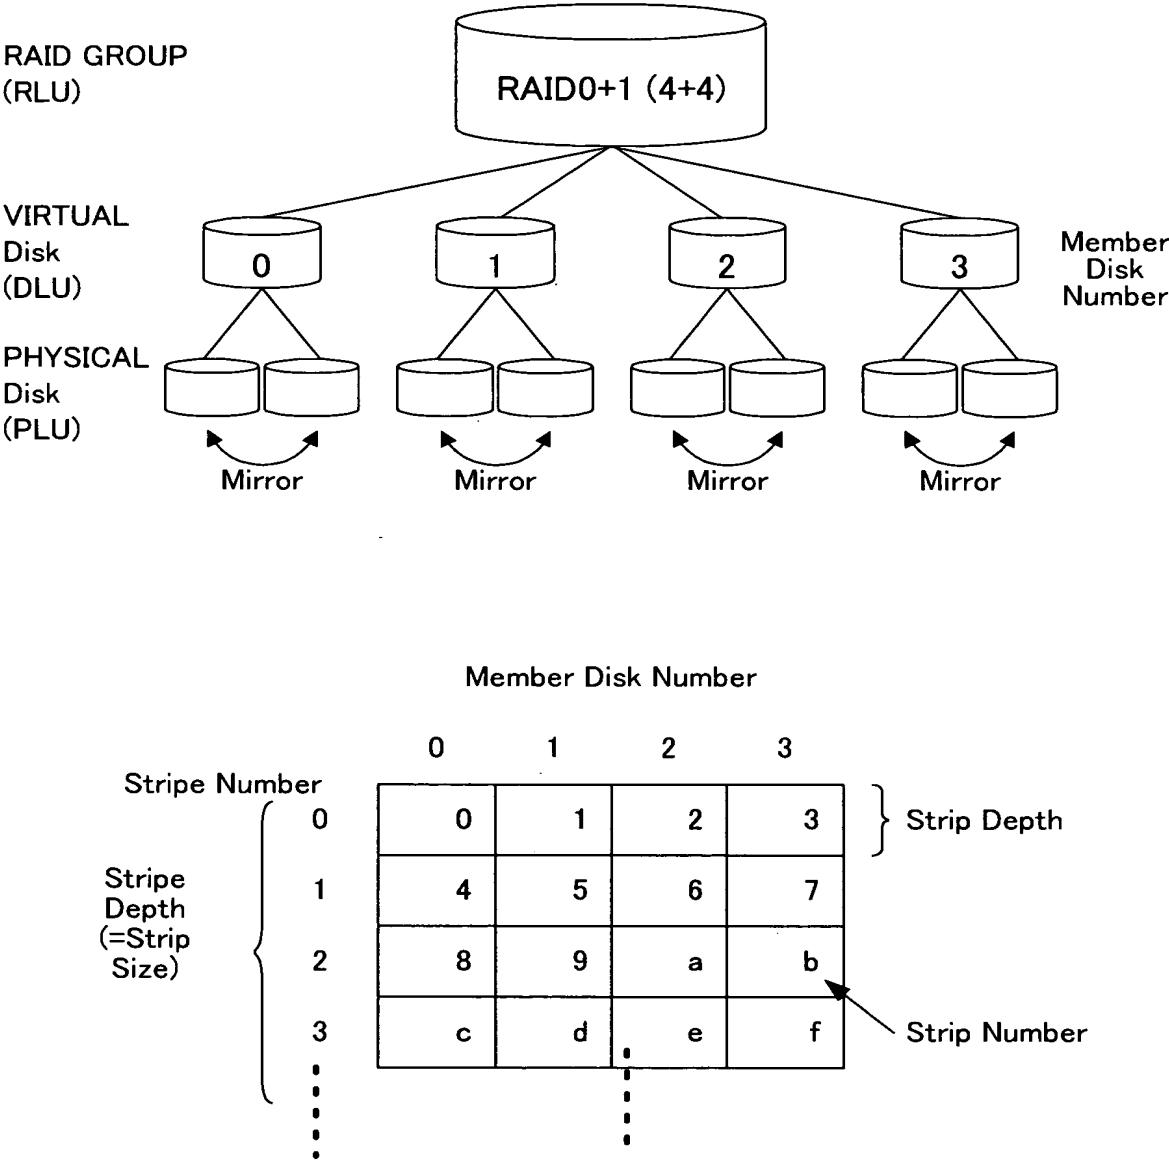 RAID GROUP
(RLU)
RAID0+1 (4+4)
VIRTUAL
Disk
(DLU)
0 1 2 3
Member
Disk
Number
PHYSICAL
Disk
(PLU)
Mirror Mirror Mirror Mirror
Member Disk Number
0 1 2 3
Stripe Number
0 0 1 2 3
Strip Depth
Stripe
Depth
(=Strip
Size)
1 4 5 6 7
2 8 9 a b
3 c d e f
Strip Number